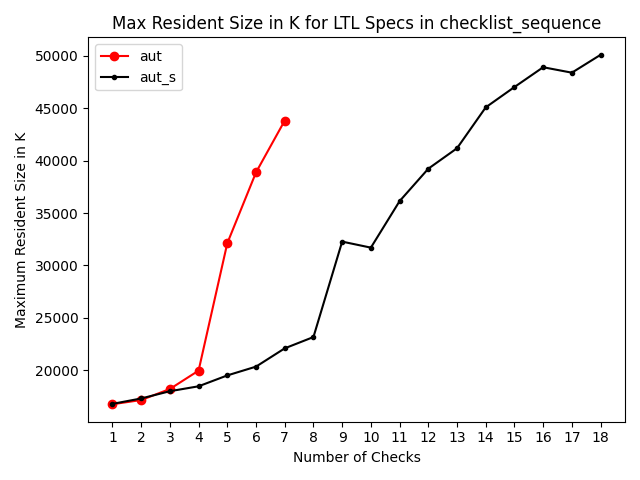 Max Resident Size in K for LTL Specs in checklist_sequence
aut
aut_s
Maximum Resident Size in K
50000
45000
40000
35000
30000
25000
20000
1 2 3 4 5 6 7 8 9 10 11 12 13 14 15 16 17 18
Number of Checks